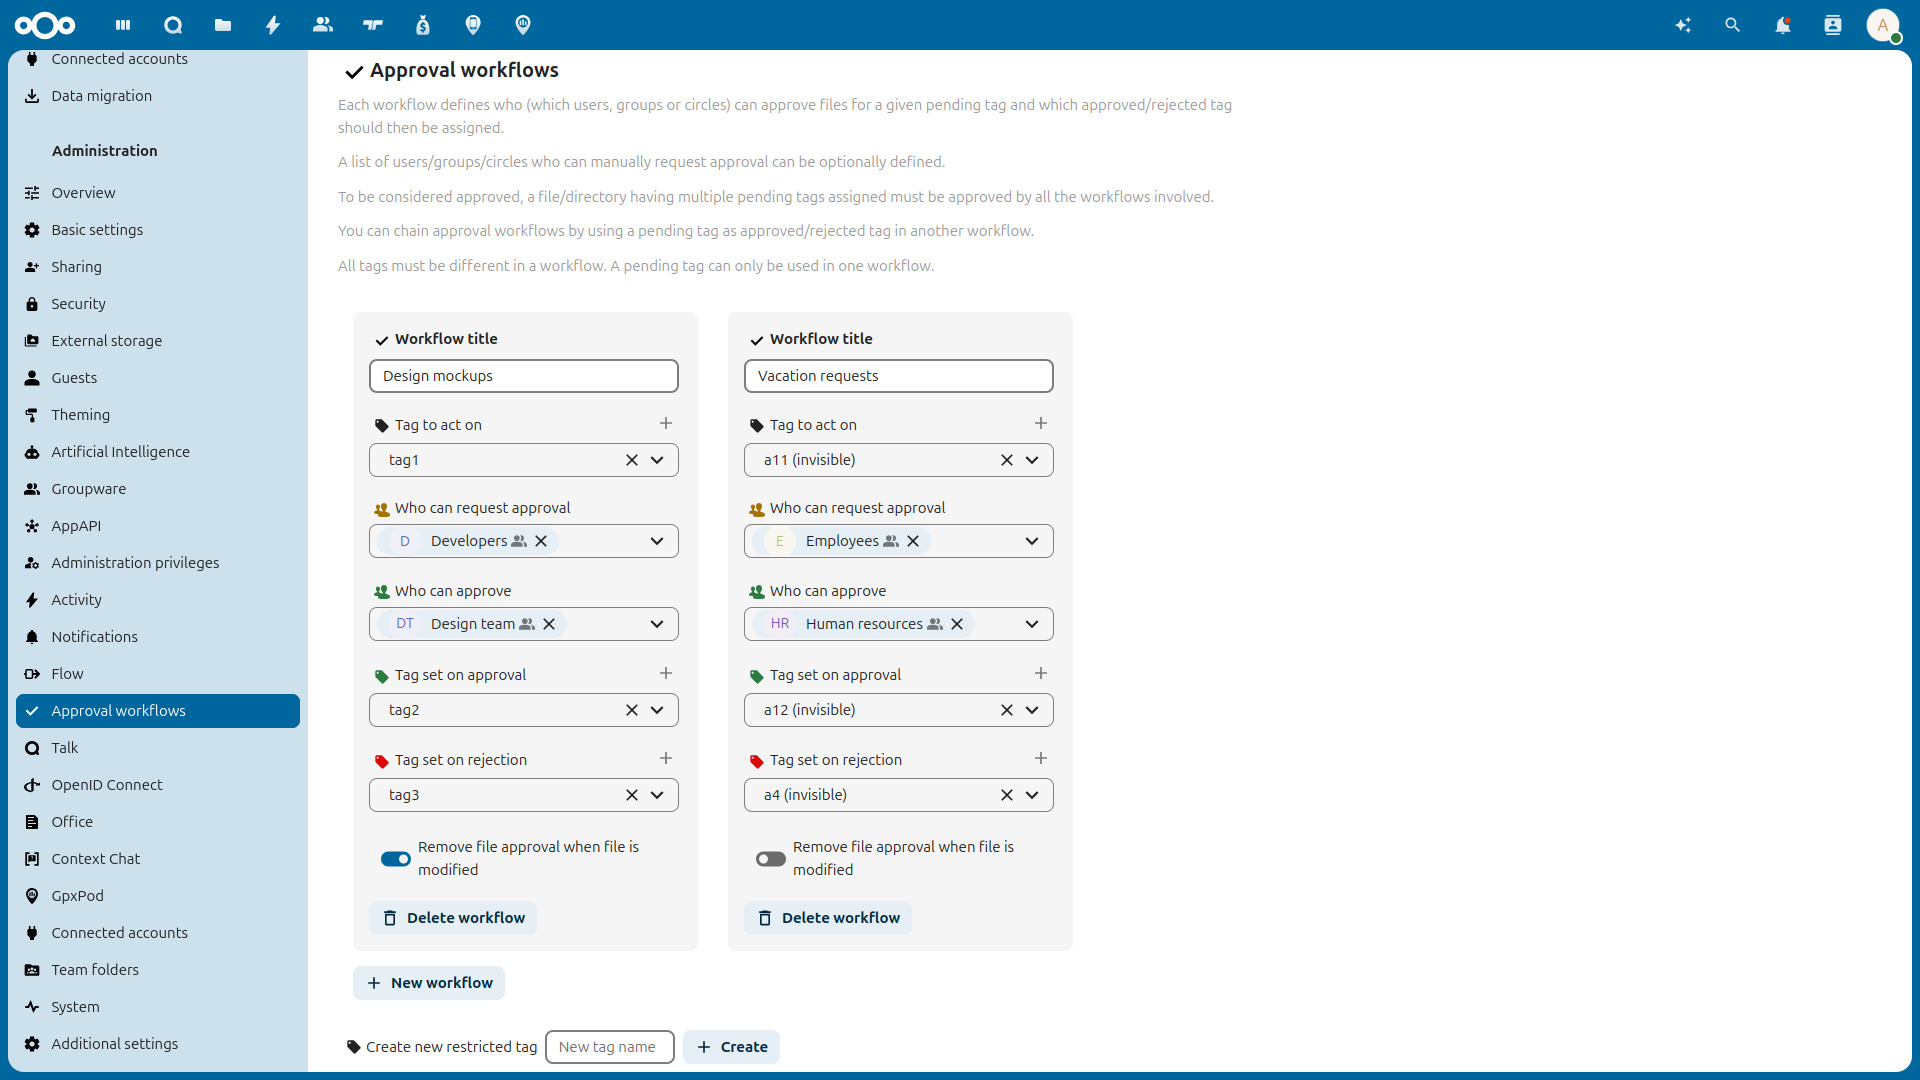 A
Connected accounts
Data migration
Administration
Overview
Basic settings
Sharing
Security
External storage
Guests
Theming
Artificial Intelligence
Groupware
AppAPI
Administration privileges
Activity
Notifications
Flow
Approval workflows
Talk
OpenID Connect
Office
Context Chat
GpxPod
Connected accounts
Team folders
System
Additional settings
Approval workflows
Each workflow defines who (which users, groups or circles) can approve files for a given pending tag and which approved/rejected tag
should then be assigned.
A list of users/groups/circles who can manually request approval can be optionally defined.
To be considered approved, a file/directory having multiple pending tags assigned must be approved by all the workflows involved.
You can chain approval workflows by using a pending tag as approved/rejected tag in another workflow.
All tags must be different in a workflow. A pending tag can only be used in one workflow.
Workflow title
Design mockups
Tag to act on
tag1
Who can request approval
D Developers
Who can approve
DT Design team
Tag set on approval
tag2
Tag set on rejection
tag3
Remove file approval when file is
modified
Delete workflow
Workflow title
Vacation requests
Tag to act on
a11 (invisible)
Who can request approval
E Employees
Who can approve
HR Human resources
Tag set on approval
a12 (invisible)
Tag set on rejection
a4 (invisible)
Remove file approval when file is
modified
Delete workflow
New workflow
Create new restricted tag New tag name Create